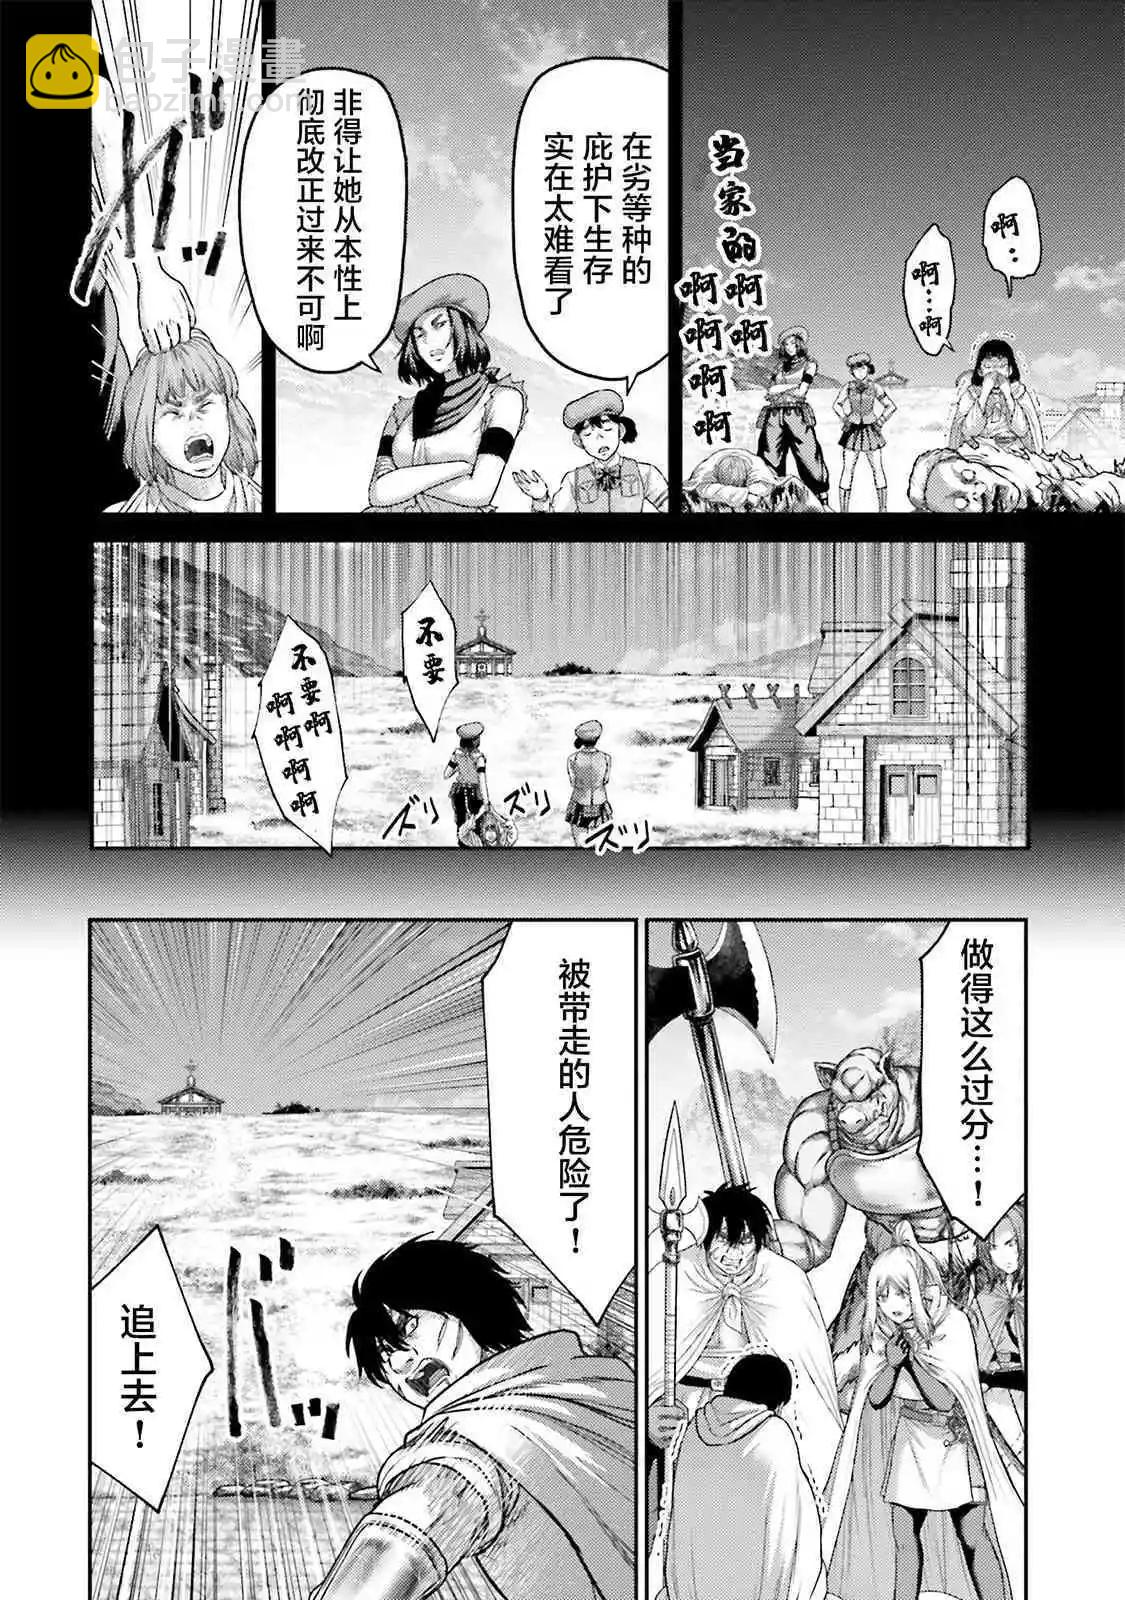 包子漫畫
baozimh.com
啊..
啊…啊
当家的啊啊
啊啊啊啊
在劣等种的
庇护下生存
实在太难看了
非得让她从本性上
彻底改正过来不可啊
不要
不要啊
啊啊啊啊
ズリ
ズリ
ズリ
做得这么过分…！
被带走的人危险了！
追上去！